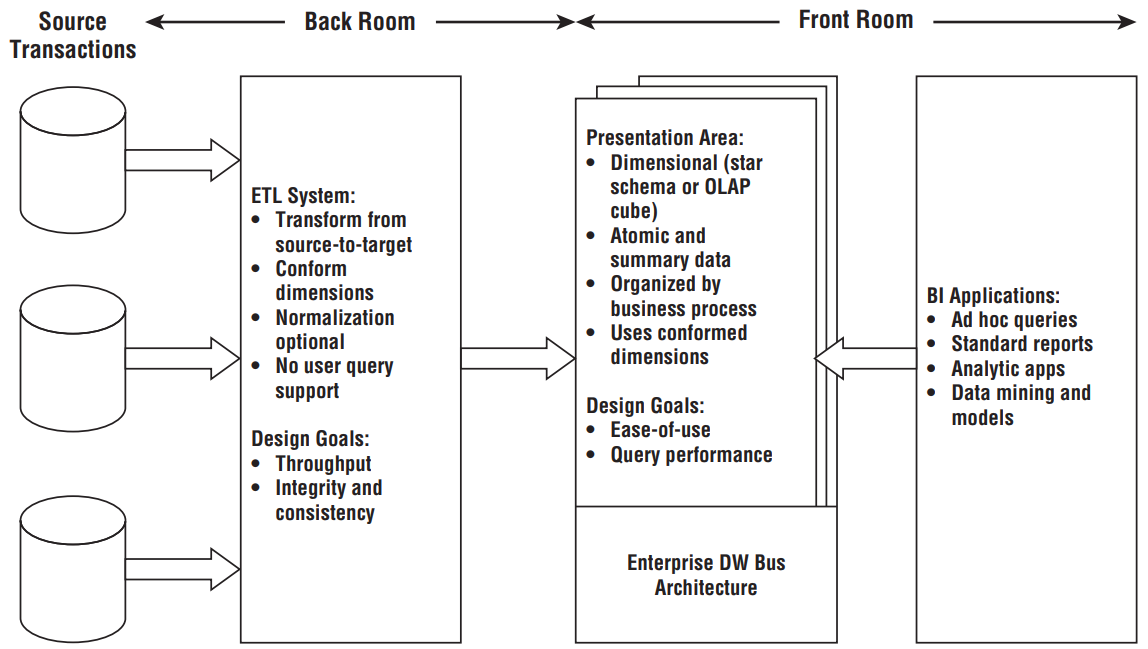 Source
Transactions
Back Room
Front Room
ETL System:
• Transform from
source-to-target
• Conform
dimensions
• Normalization
optional
• No user query
support
Design Goals:
• Throughput
• Integrity and
consistency
Presentation Area:
• Dimensional (star
schema or OLAP
cube)
• Atomic and
summary data
• Organized by
business process
• Uses conformed
dimensions
Design Goals:
• Ease-of-use
• Query performance
Enterprise DW Bus
Architecture
BI Applications:
• Ad hoc queries
• Standard reports
• Analytic apps
• Data mining and
models